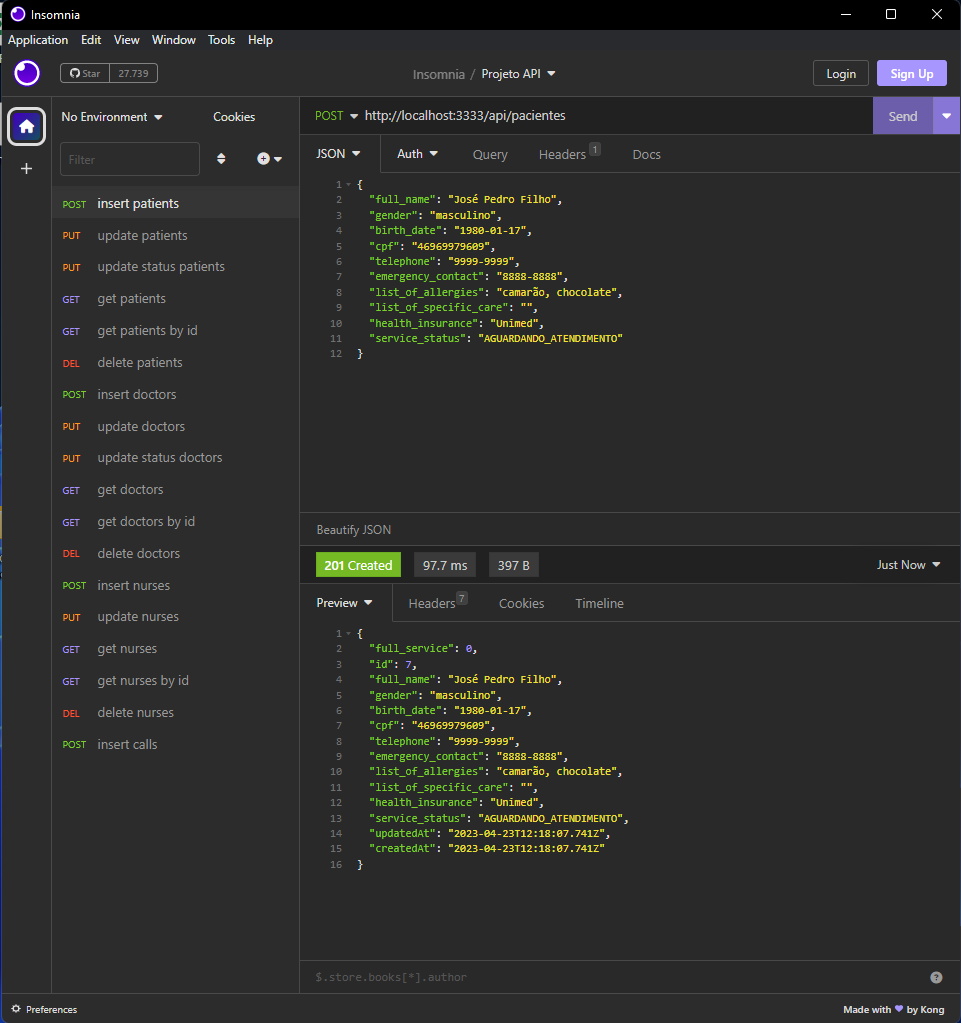 Insomnia
Application Edit View Window Tools Help
Star 27.739
Insomnia / Projeto API
Login
Sign Up
No Environment
Cookies
Filter
POST insert patients
PUT update patients
PUT update status patients
GET get patients
GET get patients by id
DEL delete patients
POST insert doctors
PUT update doctors
PUT update status doctors
GET get doctors
GET get doctors by id
DEL delete doctors
POST insert nurses
PUT update nurses
GET get nurses
GET get nurses by id
DEL delete nurses
POST insert calls
POST http://localhost:3333/api/pacientes
Send
JSON Auth Query Headers 1 Docs
1 {
2 "full_name": "José Pedro Filho",
3 "gender": "masculino",
4 "birth_date": "1980-01-17",
5 "cpf": "46969979609",
6 "telephone": "9999-9999",
7 "emergency_contact": "8888-8888",
8 "list_of_allergies": "camarão, chocolate",
9 "list_of_specific_care": "",
10 "health_insurance": "Unimed",
11 "service_status": "AGUARDANDO_ATENDIMENTO"
12 }
Beautify JSON
201 Created 97.7 ms 397 B Just Now
Preview Headers 7 Cookies Timeline
1 {
2 "full_service": 0,
3 "id": 7,
4 "full_name": "José Pedro Filho",
5 "gender": "masculino",
6 "birth_date": "1980-01-17",
7 "cpf": "46969979609",
8 "telephone": "9999-9999",
9 "emergency_contact": "8888-8888",
10 "list_of_allergies": "camarão, chocolate",
11 "list_of_specific_care": "",
12 "health_insurance": "Unimed",
13 "service_status": "AGUARDANDO_ATENDIMENTO",
14 "updatedAt": "2023-04-23T12:18:07.741Z",
15 "createdAt": "2023-04-23T12:18:07.741Z"
16 }
$.store.books[*].author
Preferences
Made with by Kong